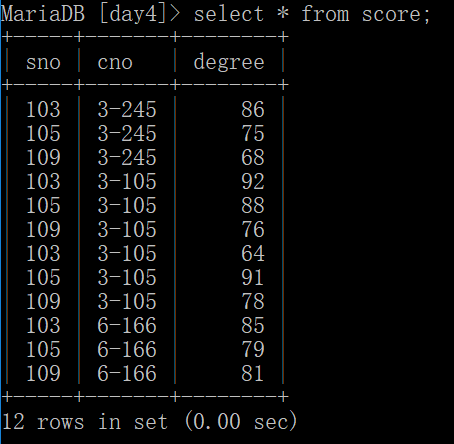 MariaDB [day4]> select * from score;
+-----+-------+--------+
| sno | cno   | degree |
+-----+-------+--------+
| 103 | 3-245 |     86 |
| 105 | 3-245 |     75 |
| 109 | 3-245 |     68 |
| 103 | 3-105 |     92 |
| 105 | 3-105 |     88 |
| 109 | 3-105 |     76 |
| 103 | 3-105 |     64 |
| 105 | 3-105 |     91 |
| 109 | 3-105 |     78 |
| 103 | 6-166 |     85 |
| 105 | 6-166 |     79 |
| 109 | 6-166 |     81 |
+-----+-------+--------+
12 rows in set (0.00 sec)